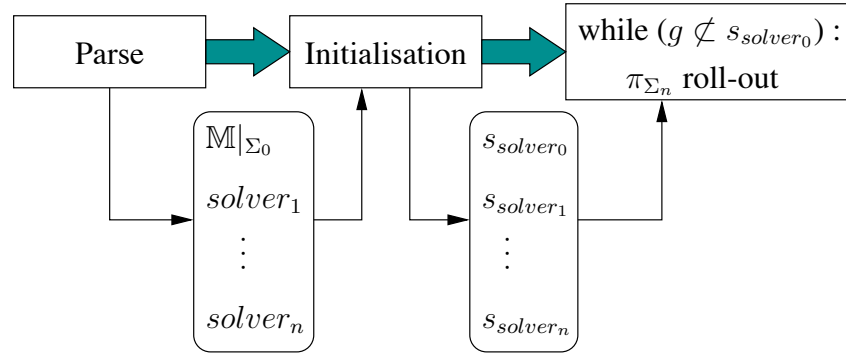 Parse
Initialisation
while (g ⊄ s_{solver_0}) :
π_{Σ_n} roll-out
𝕄|_{Σ_0}
solver_1
⋮
solver_n
s_{solver_0}
s_{solver_1}
⋮
s_{solver_n}